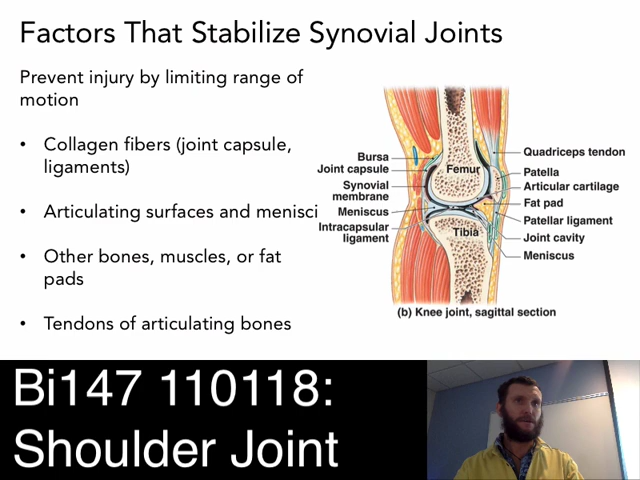 Factors That Stabilize Synovial Joints
Prevent injury by limiting range of
motion
• Collagen fibers (joint capsule,
ligaments)
• Articulating surfaces and menisci
• Other bones, muscles, or fat
pads
• Tendons of articulating bones
Bursa
Joint capsule
Synovial
membrane
Meniscus
Intracapsular
ligament
Femur
Tibia
Quadriceps tendon
Patella
Articular cartilage
Fat pad
Patellar ligament
Joint cavity
Meniscus
(b) Knee joint, sagittal section
Bi147 110118:
Shoulder Joint